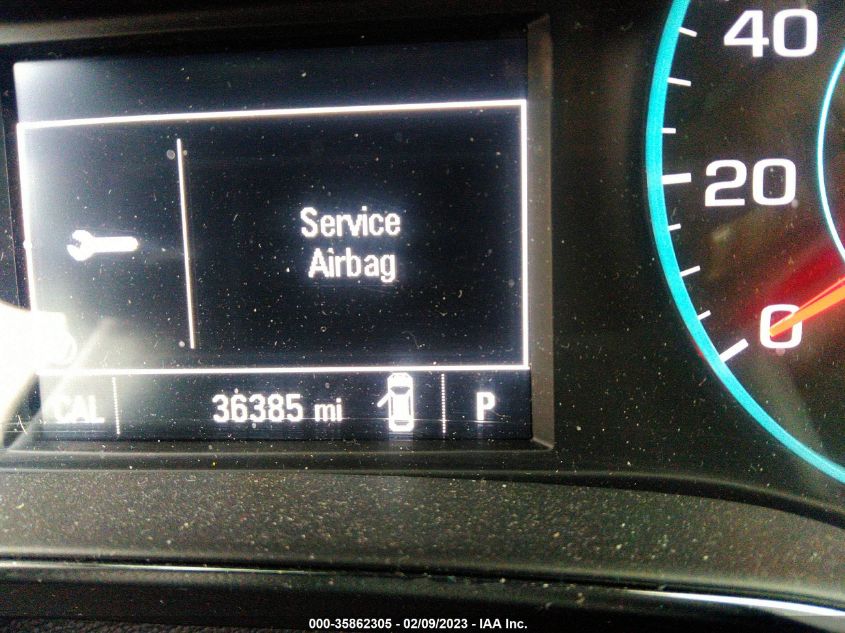 Service
Airbag
CAL 36385 mi P
40
20
0
000-35862305 - 02/09/2023 - IAA Inc.